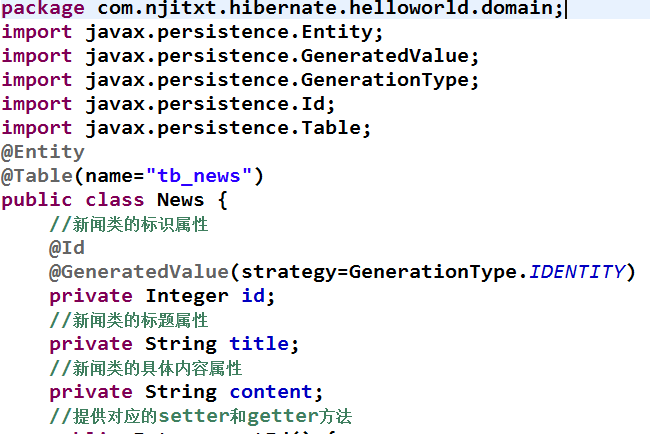 package com.njitxt.hibernate.helloworld.domain;
import javax.persistence.Entity;
import javax.persistence.GeneratedValue;
import javax.persistence.GenerationType;
import javax.persistence.Id;
import javax.persistence.Table;
@Entity
@Table(name="tb_news")
public class News {
//新闻类的标识属性
@Id
@GeneratedValue(strategy=GenerationType.IDENTITY)
private Integer id;
//新闻类的标题属性
private String title;
//新闻类的具体内容属性
private String content;
//提供对应的setter和getter方法